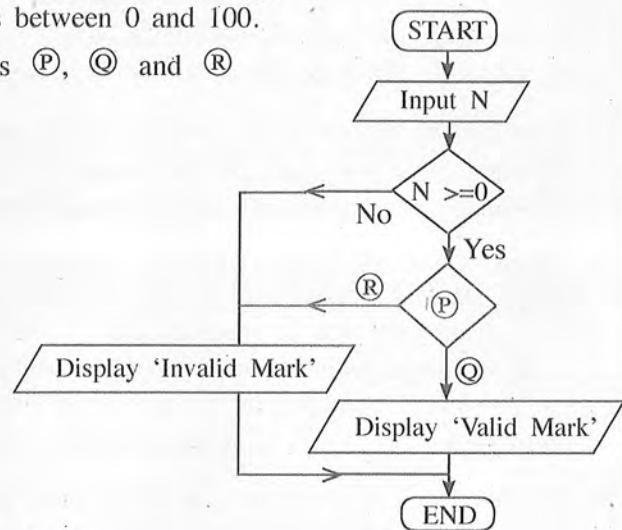 s between 0 and 100.
s Ⓟ, Ⓠ and Ⓡ
START
Input N
N >=0
No
Yes
Ⓡ
Ⓟ
Display ‘Invalid Mark’
Ⓠ
Display ‘Valid Mark’
END